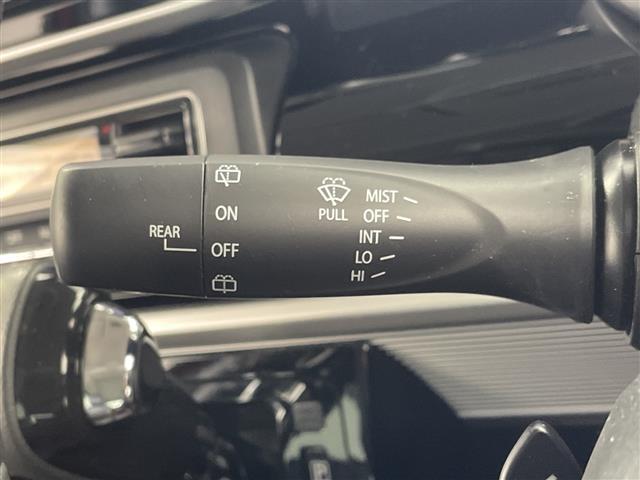 REAR
ON
OFF
PULL
MIST
OFF
INT
LO
HI